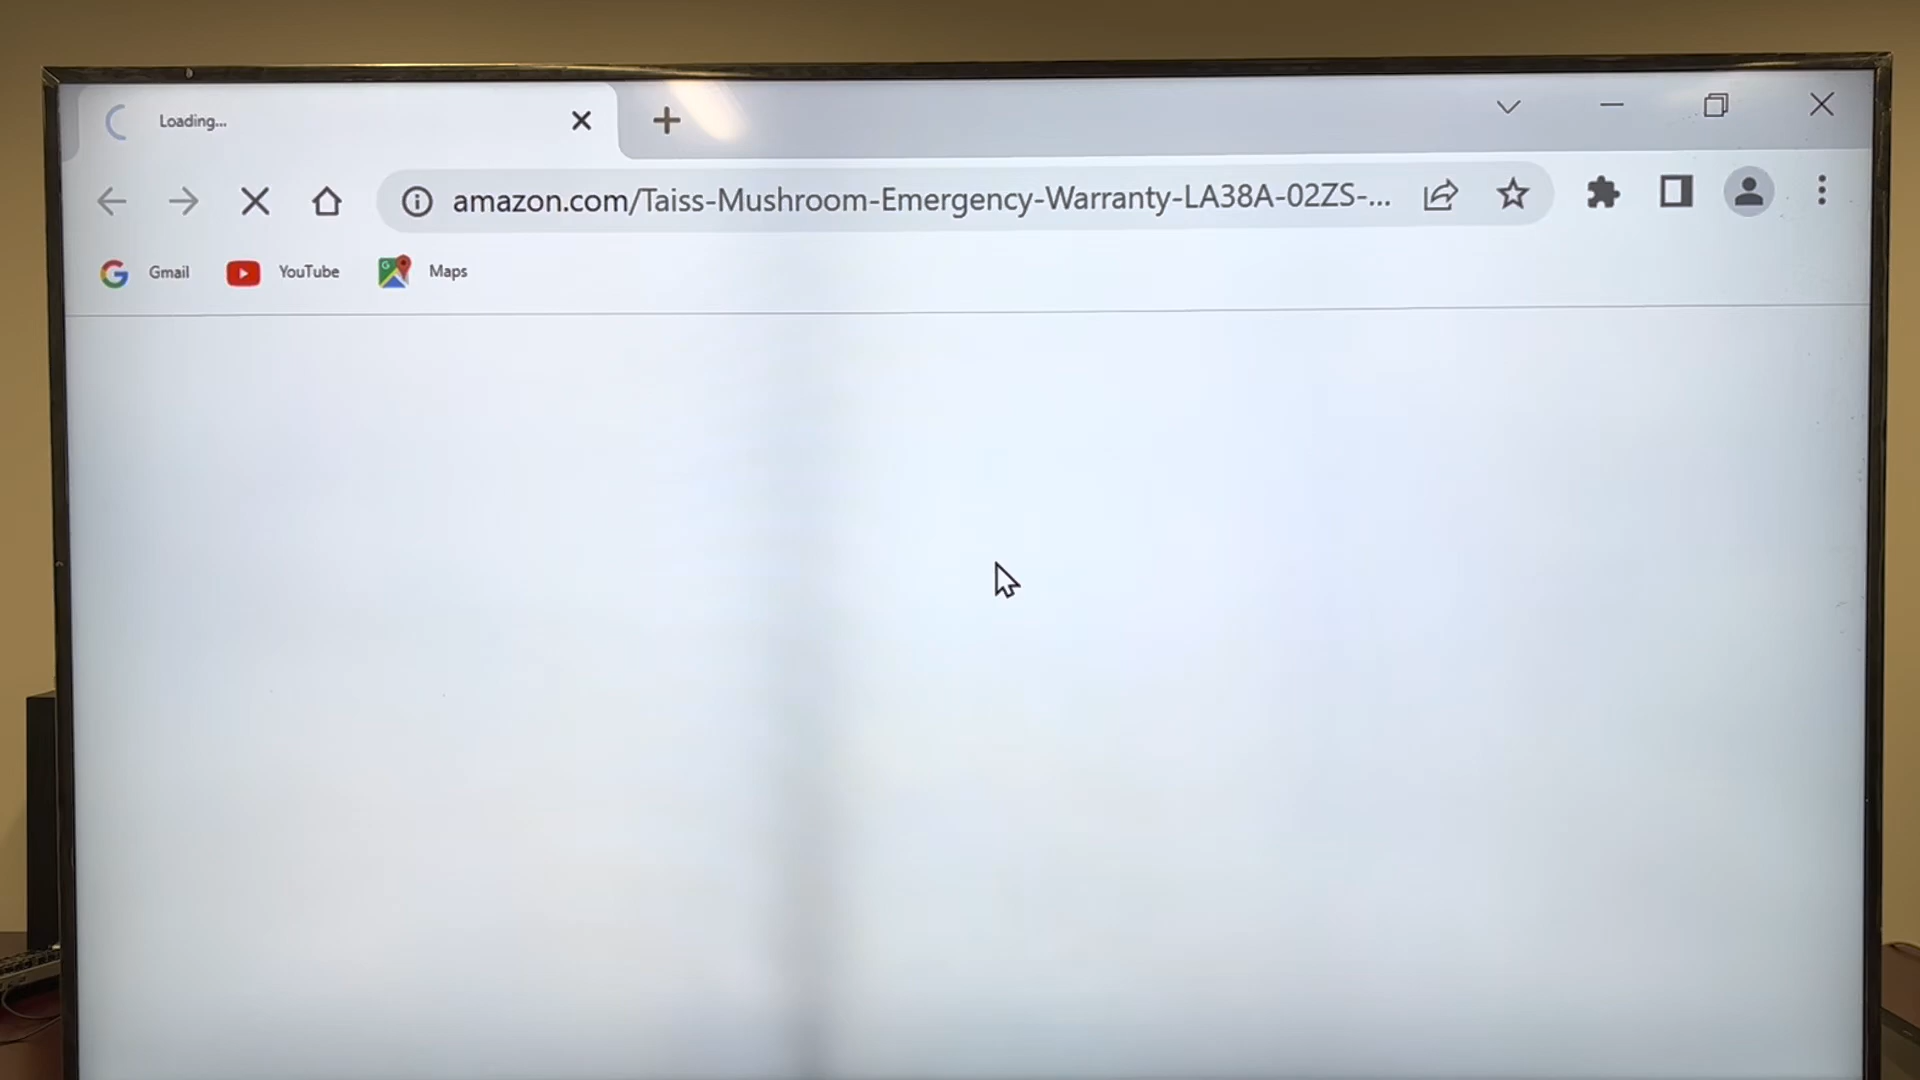 Loading...
amazon.com/Taiss-Mushroom-Emergency-Warranty-LA38A-02ZS-...
Gmail YouTube Maps